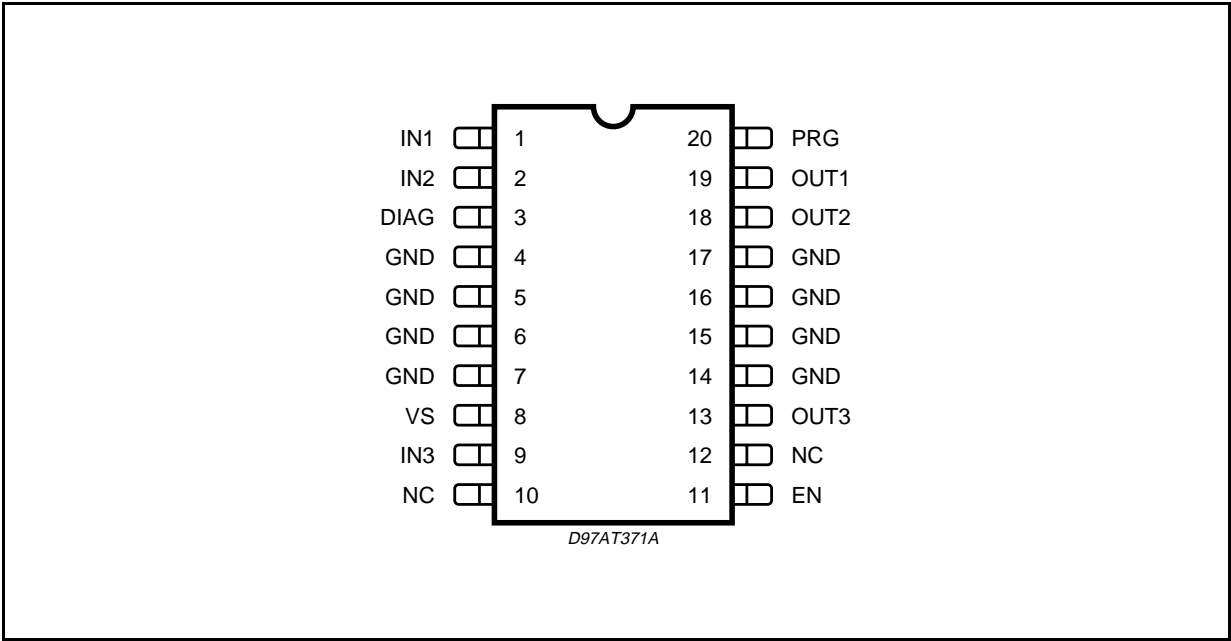 IN1 1 20 PRG
IN2 2 19 OUT1
DIAG 3 18 OUT2
GND 4 17 GND
GND 5 16 GND
GND 6 15 GND
GND 7 14 GND
VS 8 13 OUT3
IN3 9 12 NC
NC 10 11 EN
D97AT371A